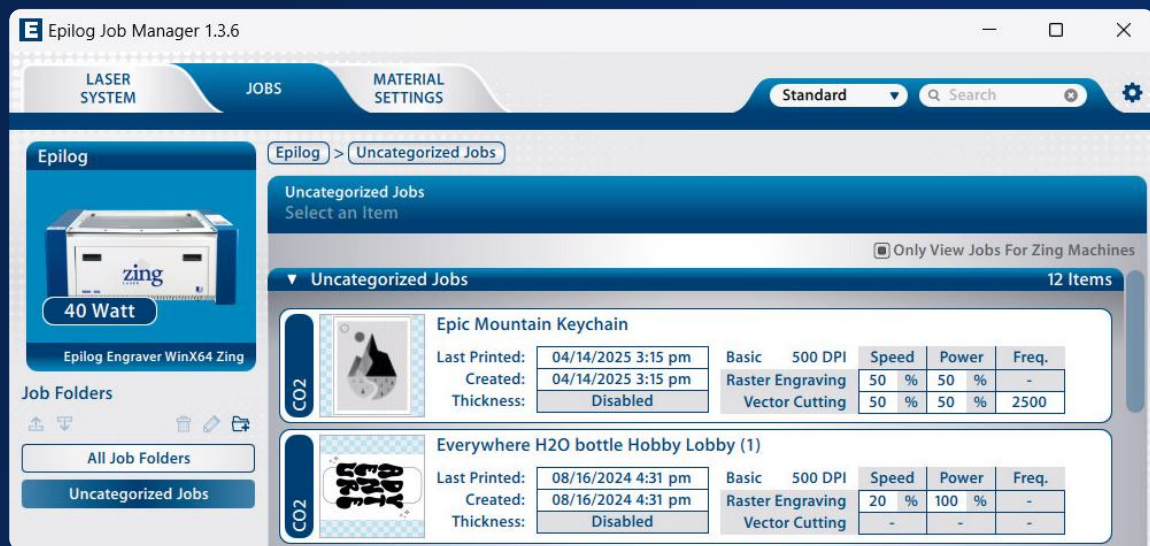 Epilog Job Manager 1.3.6
LASER SYSTEM
JOBS
MATERIAL SETTINGS
Standard
Search
Epilog
zing
LASER
40 Watt
Epilog Engraver WinX64 Zing
Job Folders
All Job Folders
Uncategorized Jobs
Epilog > Uncategorized Jobs
Uncategorized Jobs
Select an Item
Only View Jobs For Zing Machines
Uncategorized Jobs 12 Items
CO2
Epic Mountain Keychain
Last Printed: 04/14/2025 3:15 pm
Created: 04/14/2025 3:15 pm
Thickness: Disabled
Basic 500 DPI Speed Power Freq.
Raster Engraving 50 % 50 % -
Vector Cutting 50 % 50 % 2500
CO2
Everywhere H2O bottle Hobby Lobby (1)
Last Printed: 08/16/2024 4:31 pm
Created: 08/16/2024 4:31 pm
Thickness: Disabled
Basic 500 DPI Speed Power Freq.
Raster Engraving 20 % 100 % -
Vector Cutting - - -